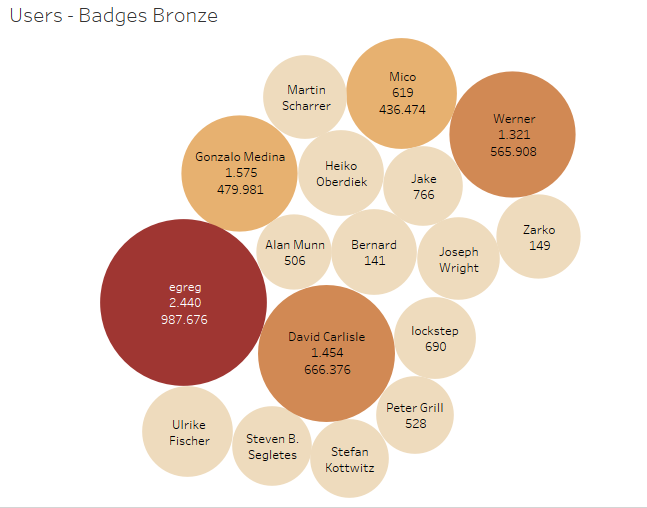 Users - Badges Bronze
Martin
Scharrer
Mico
619
436.474
Werner
1.321
565.908
Gonzalo Medina
1.575
479.981
Heiko
Oberdiek
Jake
766
Zarko
149
Alan Munn
506
Bernard
141
Joseph
Wright
egreg
2.440
987.676
David Carlisle
1.454
666.376
lockstep
690
Peter Grill
528
Ulrike
Fischer
Steven B.
Segletes
Stefan
Kottwitz